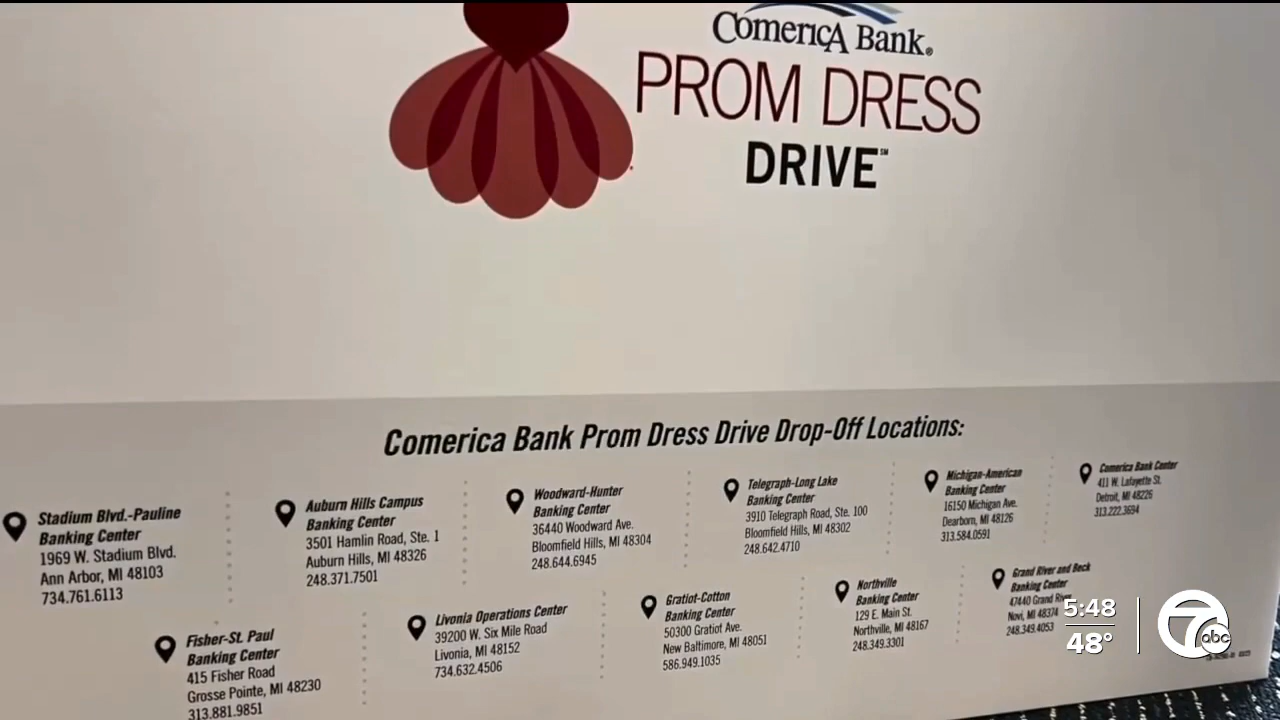 Comerica Bank®
PROM DRESS
DRIVE℠
Comerica Bank Prom Dress Drive Drop-Off Locations:
Stadium Blvd.-Pauline
Banking Center
1969 W. Stadium Blvd.
Ann Arbor, MI 48103
734.761.6113
Auburn Hills Campus
Banking Center
3501 Hamlin Road, Ste. 1
Auburn Hills, MI 48326
248.371.7501
Woodward-Hunter
Banking Center
36440 Woodward Ave.
Bloomfield Hills, MI 48304
248.644.6945
Telegraph-Long Lake
Banking Center
3910 Telegraph Road, Ste. 100
Bloomfield Hills, MI 48302
248.642.4710
Michigan-American
Banking Center
16150 Michigan Ave.
Dearborn, MI 48126
313.584.0591
Comerica Bank Center
411 W. Lafayette St.
Detroit, MI 48226
313.222.3694
Fisher-St. Paul
Banking Center
415 Fisher Road
Grosse Pointe, MI 48230
313.881.9851
Livonia Operations Center
39200 W. Six Mile Road
Livonia, MI 48152
734.632.4506
Gratiot-Cotton
Banking Center
50300 Gratiot Ave.
New Baltimore, MI 48051
586.949.1035
Northville
Banking Center
129 E. Main St.
Northville, MI 48167
248.349.3301
Grand River and Beck
Banking Center
47440 Grand River
Novi, MI 48374
248.349.4053
5:48
48°
7
abc